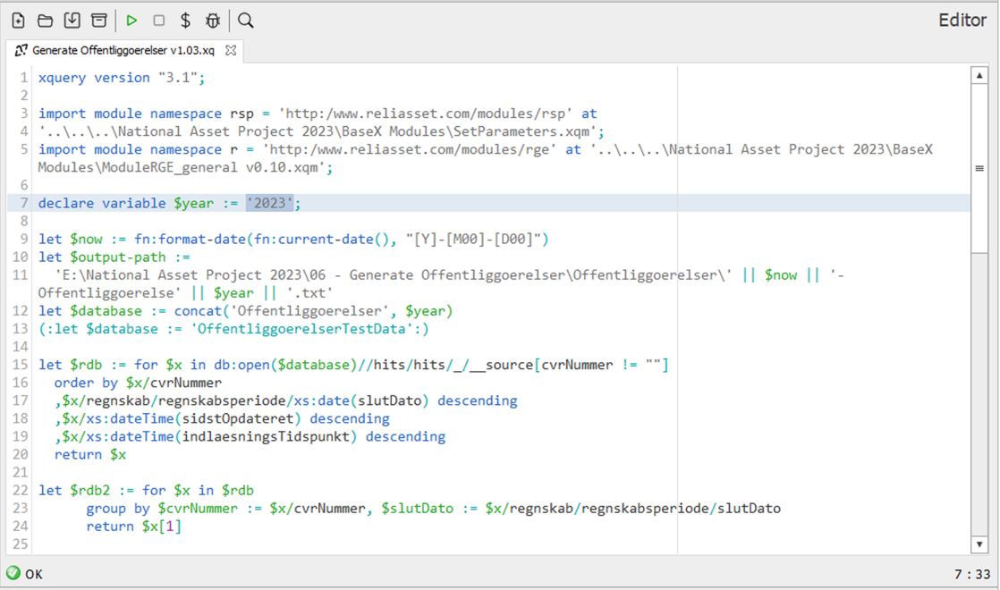 Editor
Generate Offentliggoerelser v1.03.xq
1 xquery version "3.1";
2
3 import module namespace rsp = 'http:/www.reliasset.com/modules/rsp' at
4 '..\..\..\National Asset Project 2023\BaseX Modules\SetParameters.xqm';
5 import module namespace r = 'http:/www.reliasset.com/modules/rge' at '..\..\..\National Asset Project 2023\BaseX
Modules\ModuleRGE_general v0.10.xqm';
6
7 declare variable $year := '2023';
8
9 let $now := fn:format-date(fn:current-date(), "[Y]-[M00]-[D00]")
10 let $output-path :=
11 'E:\National Asset Project 2023\06 - Generate Offentliggoerelser\Offentliggoerelser\' || $now || '-
Offentliggoerelse' || $year || '.txt'
12 let $database := concat('Offentliggoerelser', $year)
13 (:let $database := 'OffentliggoerelserTestData':)
14
15 let $rdb := for $x in db:open($database)//hits/hits/_/__source[cvrNummer != ""]
16 order by $x/cvrNummer
17 ,$x/regnskab/regnskabsperiode/xs:date(slutDato) descending
18 ,$x/xs:dateTime(sidstOpdateret) descending
19 ,$x/xs:dateTime(indlaesningsTidspunkt) descending
20 return $x
21
22 let $rdb2 := for $x in $rdb
23 group by $cvrNummer := $x/cvrNummer, $slutDato := $x/regnskab/regnskabsperiode/slutDato
24 return $x[1]
25
OK
7 : 33